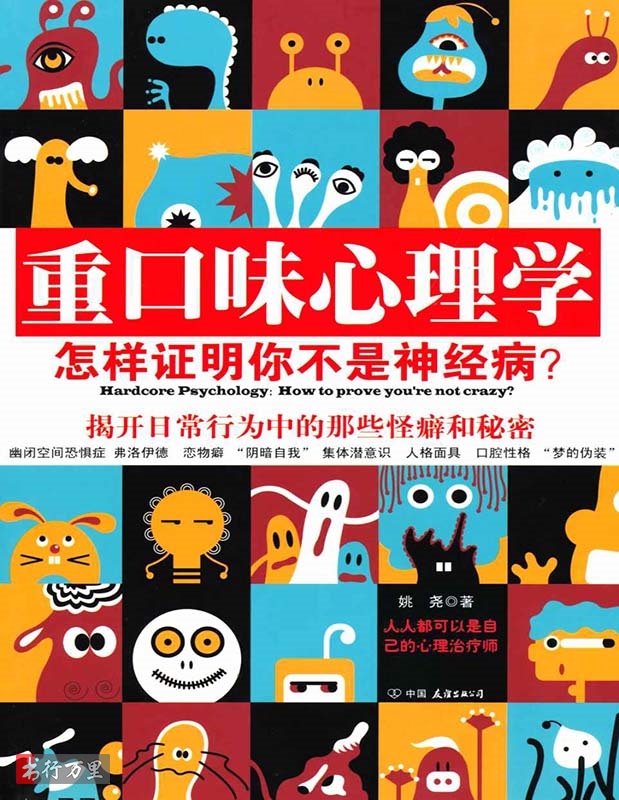 重口味心理学
怎样证明你不是神经病?
Hardcore Psychology: How to prove you're not crazy?
揭开日常行为中的那些怪癖和秘密
幽闭空间恐惧症 弗洛伊德 恋物癖 “阴暗自我” 集体潜意识 人格面具 口腔性格 “梦的伪装”
姚 尧◎著
人人都可以是自
己的心理治疗师
中国友谊出版公司
书行万里